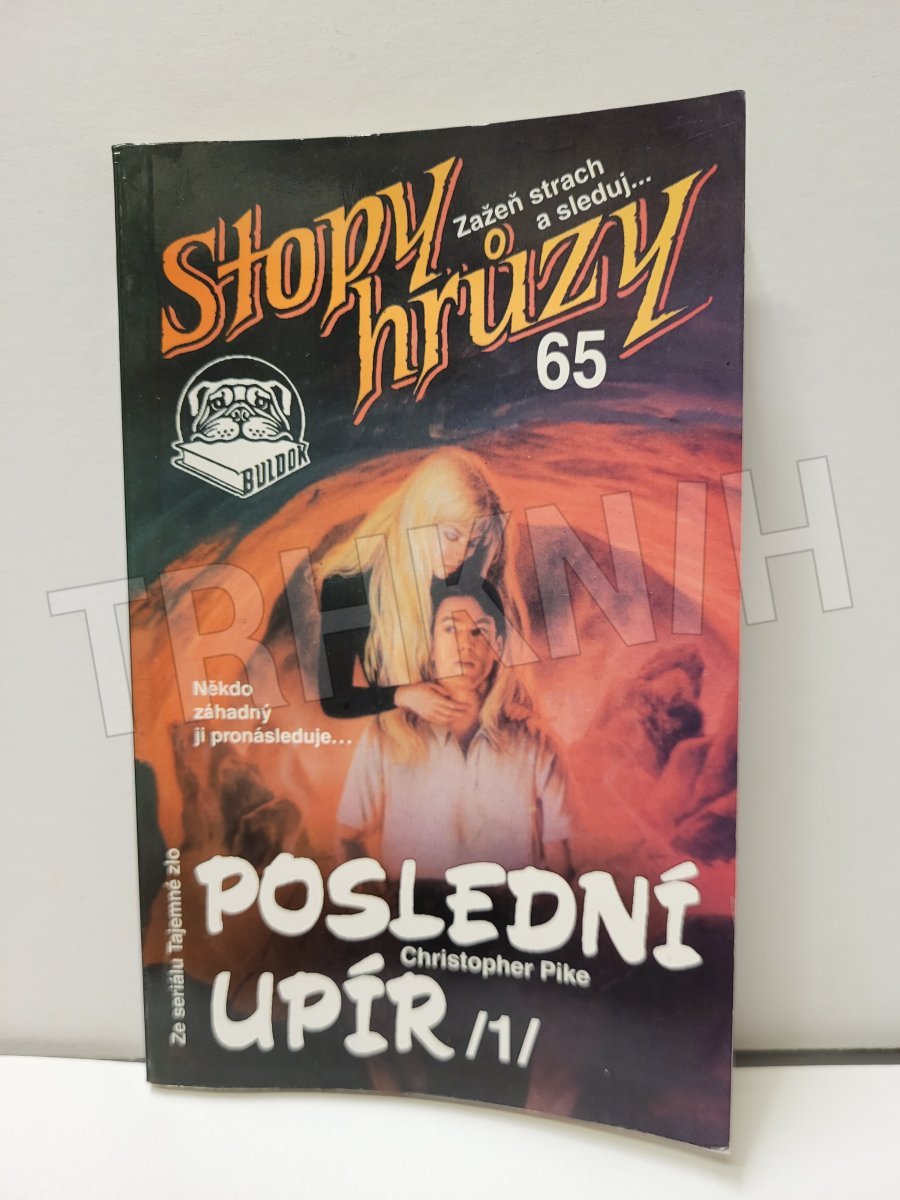 Zažeň strach
a sleduj...
Stopy
hrůzy
65
BULDOK
TRHKNIH
Někdo
záhadný
ji pronásleduje...
Ze seriálu Tajemné zlo
POSLEDNÍ
Christopher Pike
UPÍR /1/